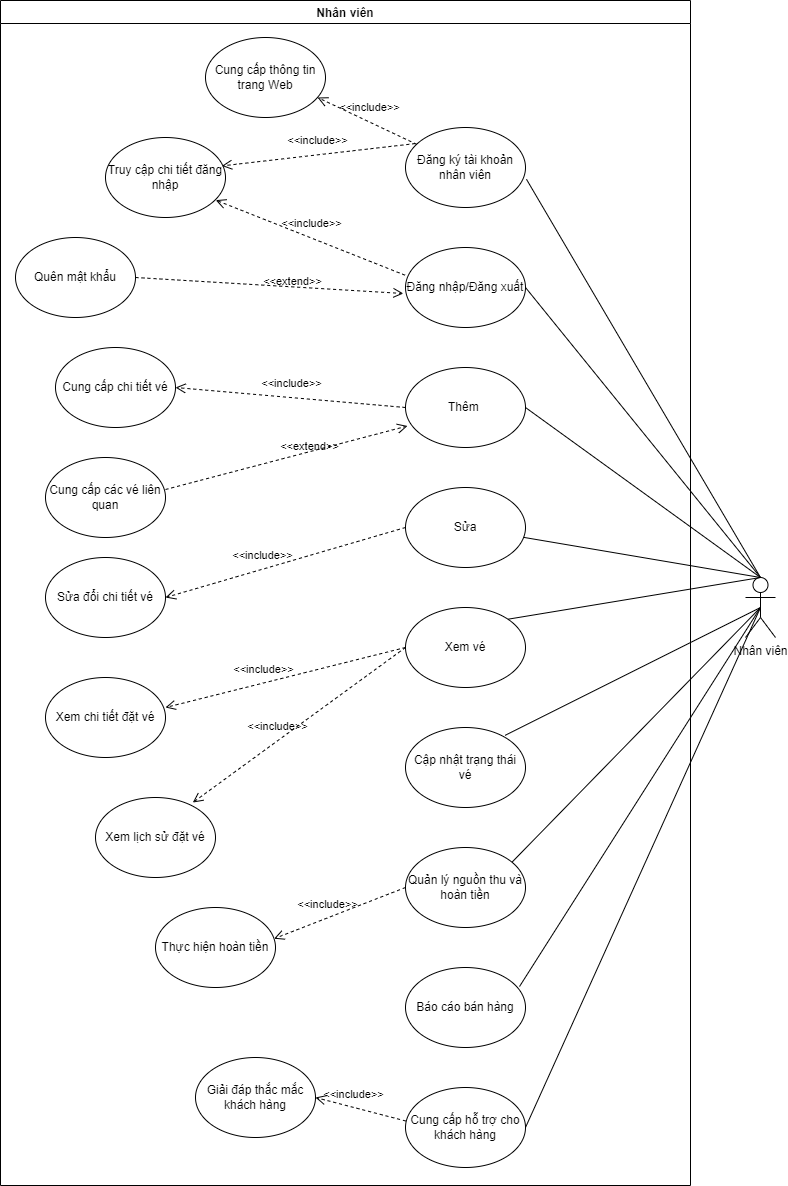 Nhân viên
Cung cấp thông tin
trang Web
<<include>>
<<include>>
Đăng ký tài khoản
nhân viên
Truy cập chi tiết đăng
nhập
<<include>>
Quên mật khẩu
<<extend>>
Đăng nhập/Đăng xuất
Cung cấp chi tiết vé
<<include>>
Thêm
<<extend>>
Cung cấp các vé liên
quan
Sửa
<<include>>
Sửa đổi chi tiết vé
Nhân viên
Xem vé
<<include>>
Xem chi tiết đặt vé
<<include>>
Cập nhật trạng thái
vé
Xem lịch sử đặt vé
Quản lý nguồn thu và
hoàn tiền
<<include>>
Thực hiện hoàn tiền
Báo cáo bán hàng
Giải đáp thắc mắc
khách hàng
<<include>>
Cung cấp hỗ trợ cho
khách hàng